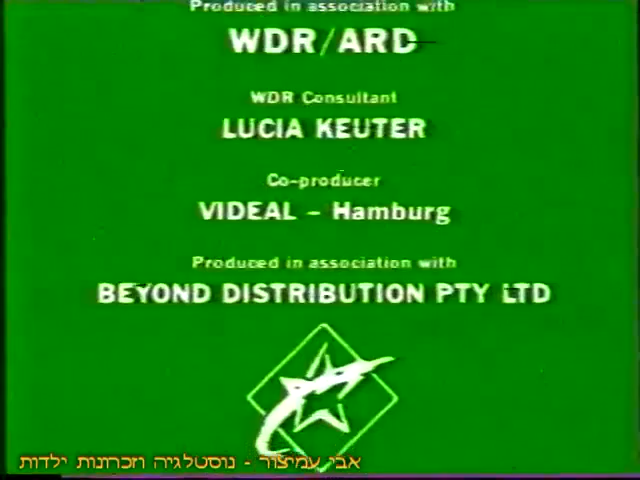 Produced in association with
WDR/ARD
WDR Consultant
LUCIA KEUTER
Co-producer
VIDEAL - Hamburg
Produced in association with
BEYOND DISTRIBUTION PTY LTD
אבי עמיצור - נוסטלגיה וזכרונות ילדות